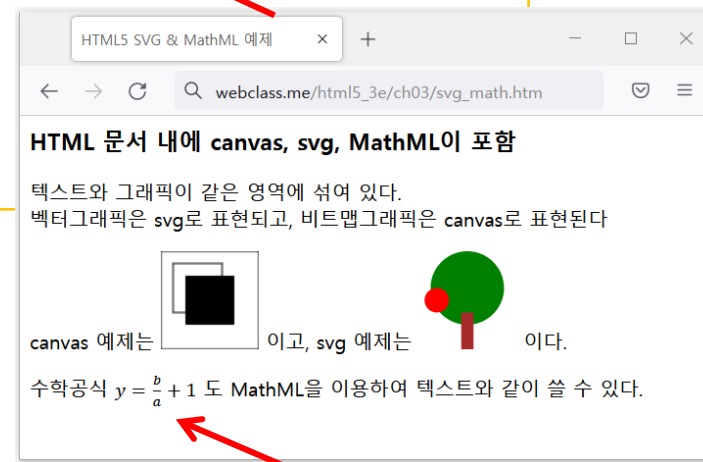 HTML5 SVG & MathML 예제
webclass.me/html5_3e/ch03/svg_math.htm
HTML 문서 내에 canvas, svg, MathML이 포함
텍스트와 그래픽이 같은 영역에 섞여 있다.
벡터그래픽은 svg로 표현되고, 비트맵그래픽은 canvas로 표현된다
canvas 예제는 이고, svg 예제는 이다.
수학공식 y = b/a + 1 도 MathML을 이용하여 텍스트와 같이 쓸 수 있다.